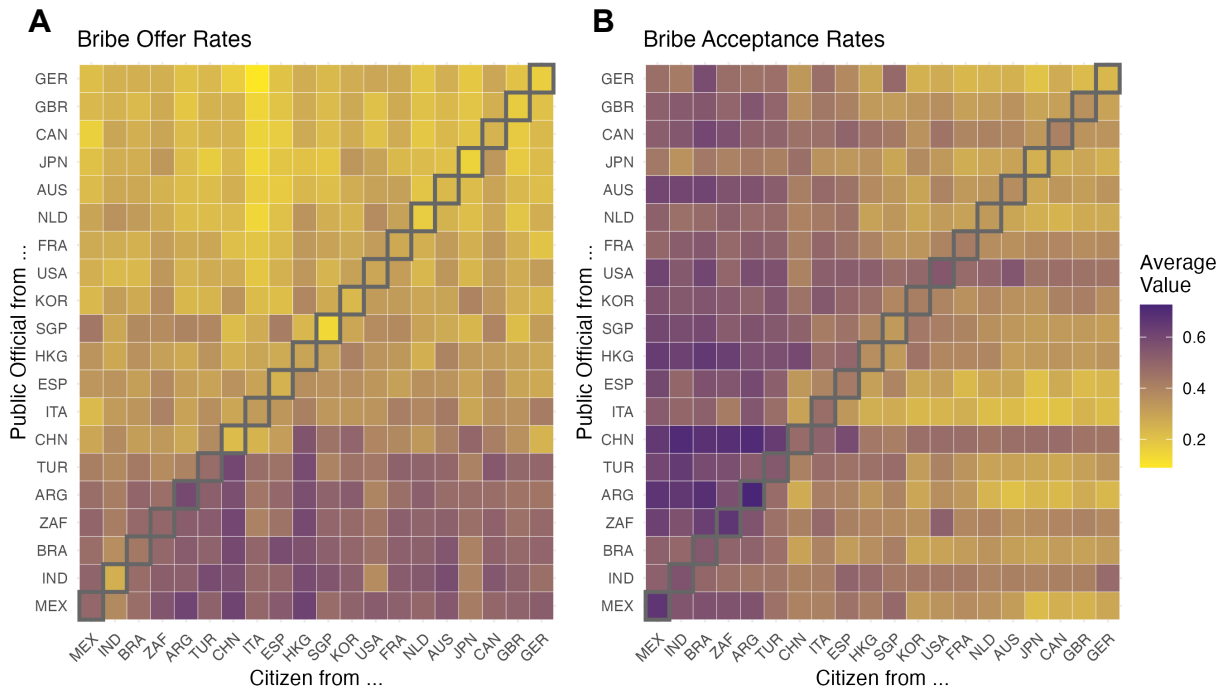 A
Bribe Offer Rates
Public Official from ...
GER
GBR
CAN
JPN
AUS
NLD
FRA
USA
KOR
SGP
HKG
ESP
ITA
CHN
TUR
ARG
ZAF
BRA
IND
MEX
MEX IND BRA ZAF ARG TUR CHN ITA ESP HKG SGP KOR USA FRA NLD AUS JPN CAN GBR GER
Citizen from ...
B
Bribe Acceptance Rates
Public Official from ...
GER
GBR
CAN
JPN
AUS
NLD
FRA
USA
KOR
SGP
HKG
ESP
ITA
CHN
TUR
ARG
ZAF
BRA
IND
MEX
MEX IND BRA ZAF ARG TUR CHN ITA ESP HKG SGP KOR USA FRA NLD AUS JPN CAN GBR GER
Citizen from ...
Average
Value
0.6
0.4
0.2